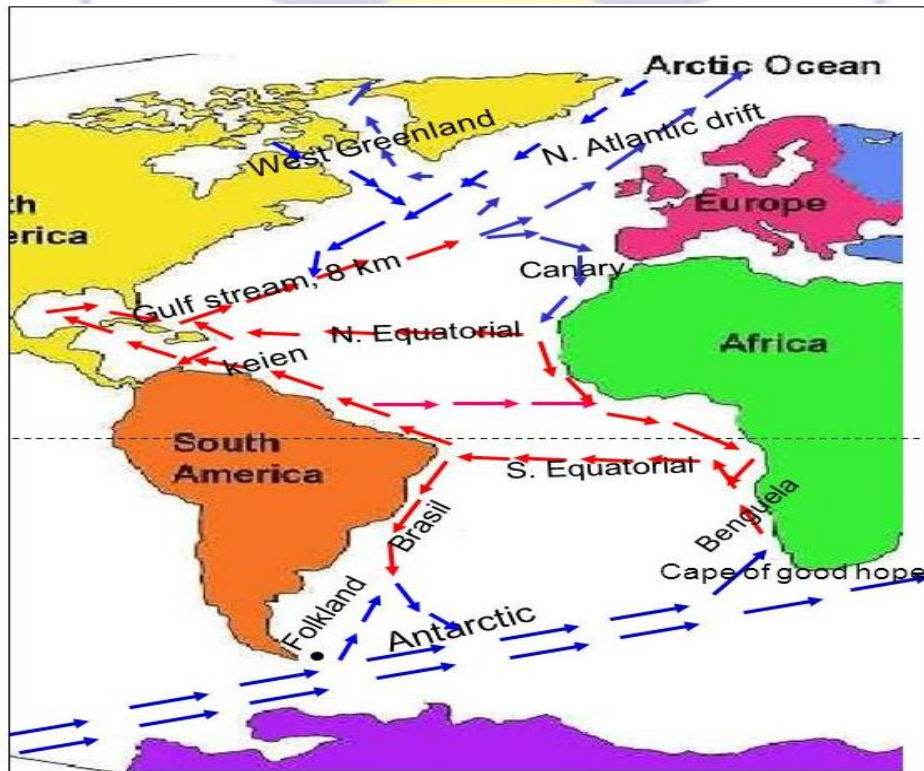 Arctic Ocean
West Greenland
N. Atlantic drift
th
erica
Europe
Gulf stream, 8 km
Canary
N. Equatorial
keien
Africa
South
America
S. Equatorial
Brasil
Benguela
Cape of good hope
Folkland
Antarctic